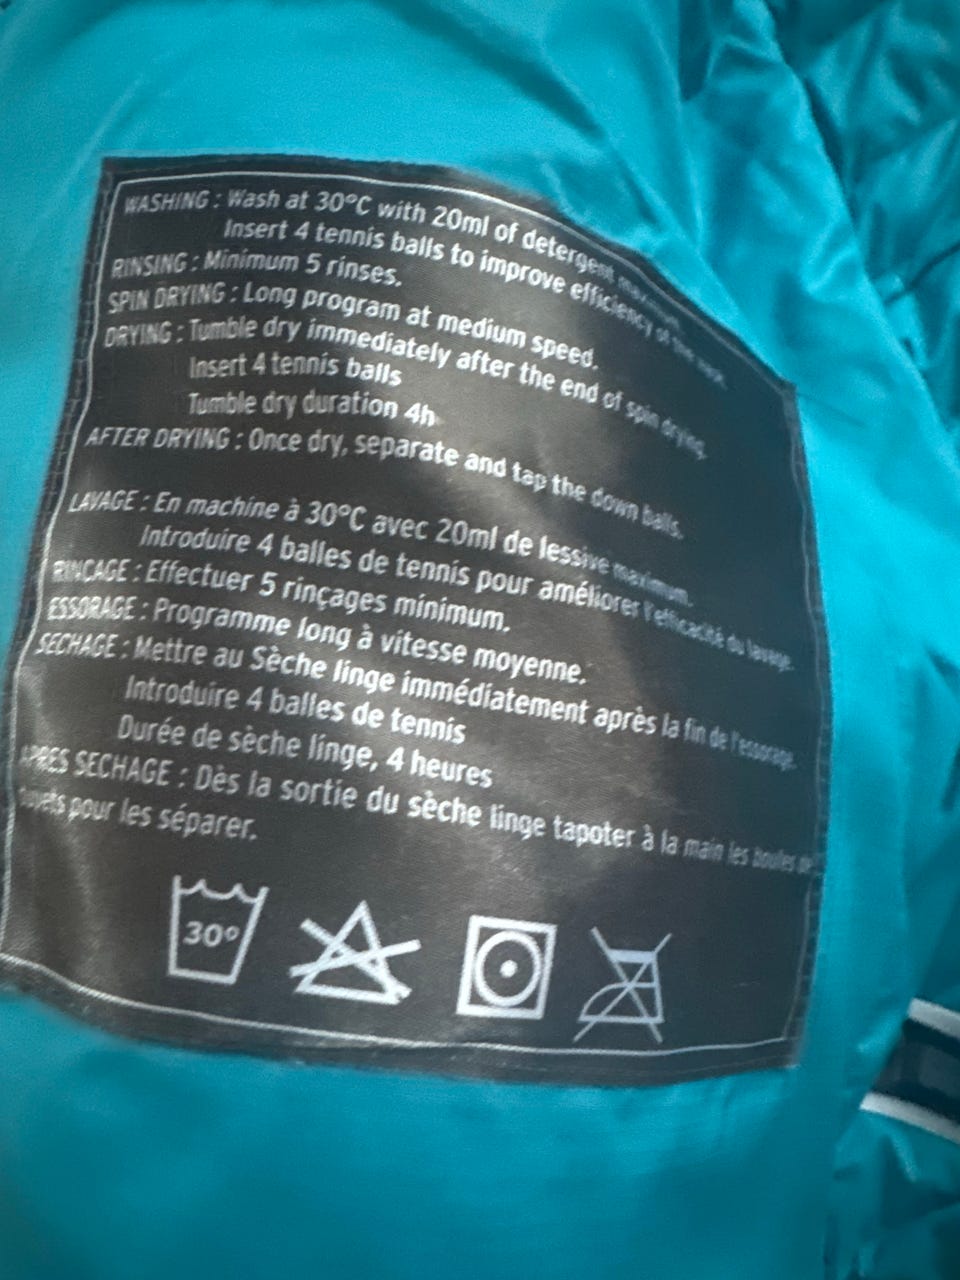 WASHING : Wash at 30°C with 20ml of detergent maximum.
Insert 4 tennis balls to improve efficiency of the wash.
RINSING : Minimum 5 rinses.
SPIN DRYING : Long program at medium speed.
DRYING : Tumble dry immediately after the end of spin drying.
Insert 4 tennis balls
Tumble dry duration 4h
AFTER DRYING : Once dry, separate and tap the down balls.
LAVAGE : En machine à 30°C avec 20ml de lessive maximum.
Introduire 4 balles de tennis pour améliorer l'efficacité du lavage.
RINCAGE : Effectuer 5 rinçages minimum.
ESSORAGE : Programme long à vitesse moyenne.
SECHAGE : Mettre au Sèche linge immédiatement après la fin de l'essorage.
Introduire 4 balles de tennis
Durée de sèche linge, 4 heures
APRES SECHAGE : Dès la sortie du sèche linge tapoter à la main les boules de
duvets pour les séparer.
30°